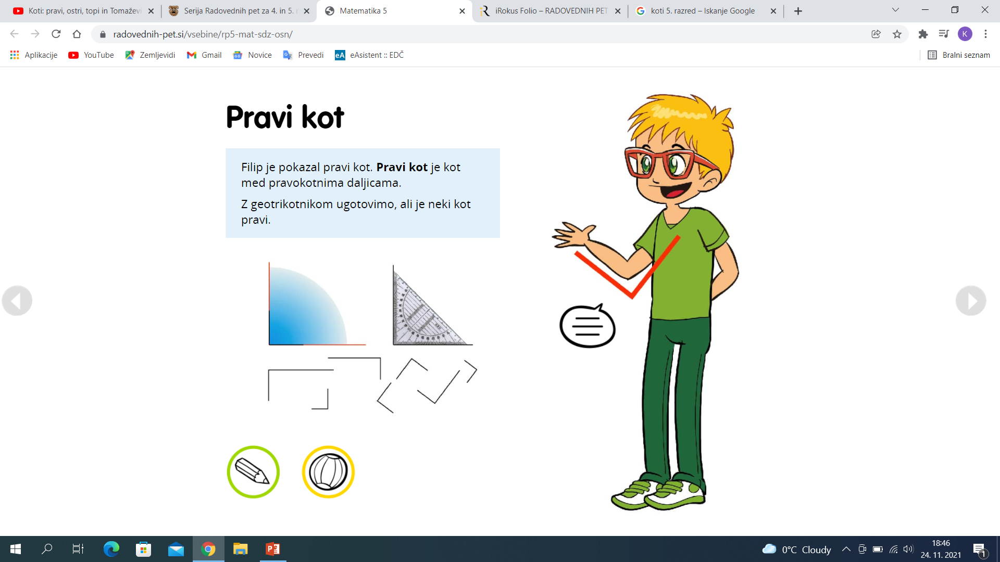 Koti: pravi, ostri, topi in Tomaževi
Serija Radovednih pet za 4. in 5. r
Matematika 5
iRokus Folio – RADOVEDNIH PET
koti 5. razred – Iskanje Google
radovednih-pet.si/vsebine/rp5-mat-sdz-osn/
K
Aplikacije
YouTube
Zemljevidi
Gmail
Novice
Prevedi
eA
eAsistent :: EDČ
Bralni seznam
Pravi kot
Filip je pokazal pravi kot. Pravi kot je kot
med pravokotnima daljicama.
Z geotrikotnikom ugotovimo, ali je neki kot
pravi.
0°C Cloudy
18:46
24. 11. 2021
1